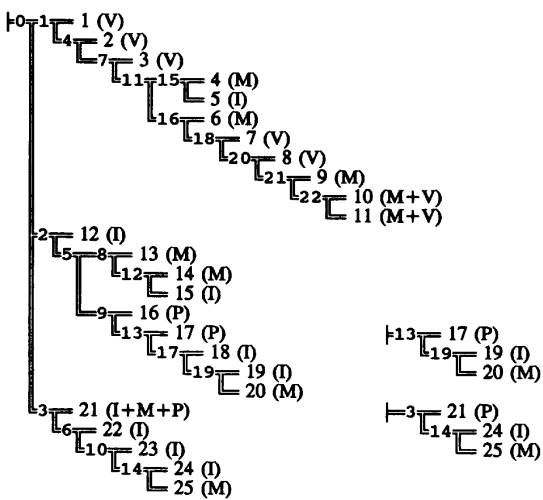 0 1 1 (V)
4 2 (V)
7 3 (V)
11 15 4 (M)
5 (I)
16 6 (M)
18 7 (V)
20 8 (V)
21 9 (M)
22 10 (M+V)
11 (M+V)
2 12 (I)
5 8 13 (M)
12 14 (M)
15 (I)
9 16 (P)
13 17 (P)
17 18 (I)
19 19 (I)
20 (M)
13 17 (P)
19 19 (I)
20 (M)
3 21 (I+M+P)
6 22 (I)
10 23 (I)
14 24 (I)
25 (M)
3 21 (P)
14 24 (I)
25 (M)